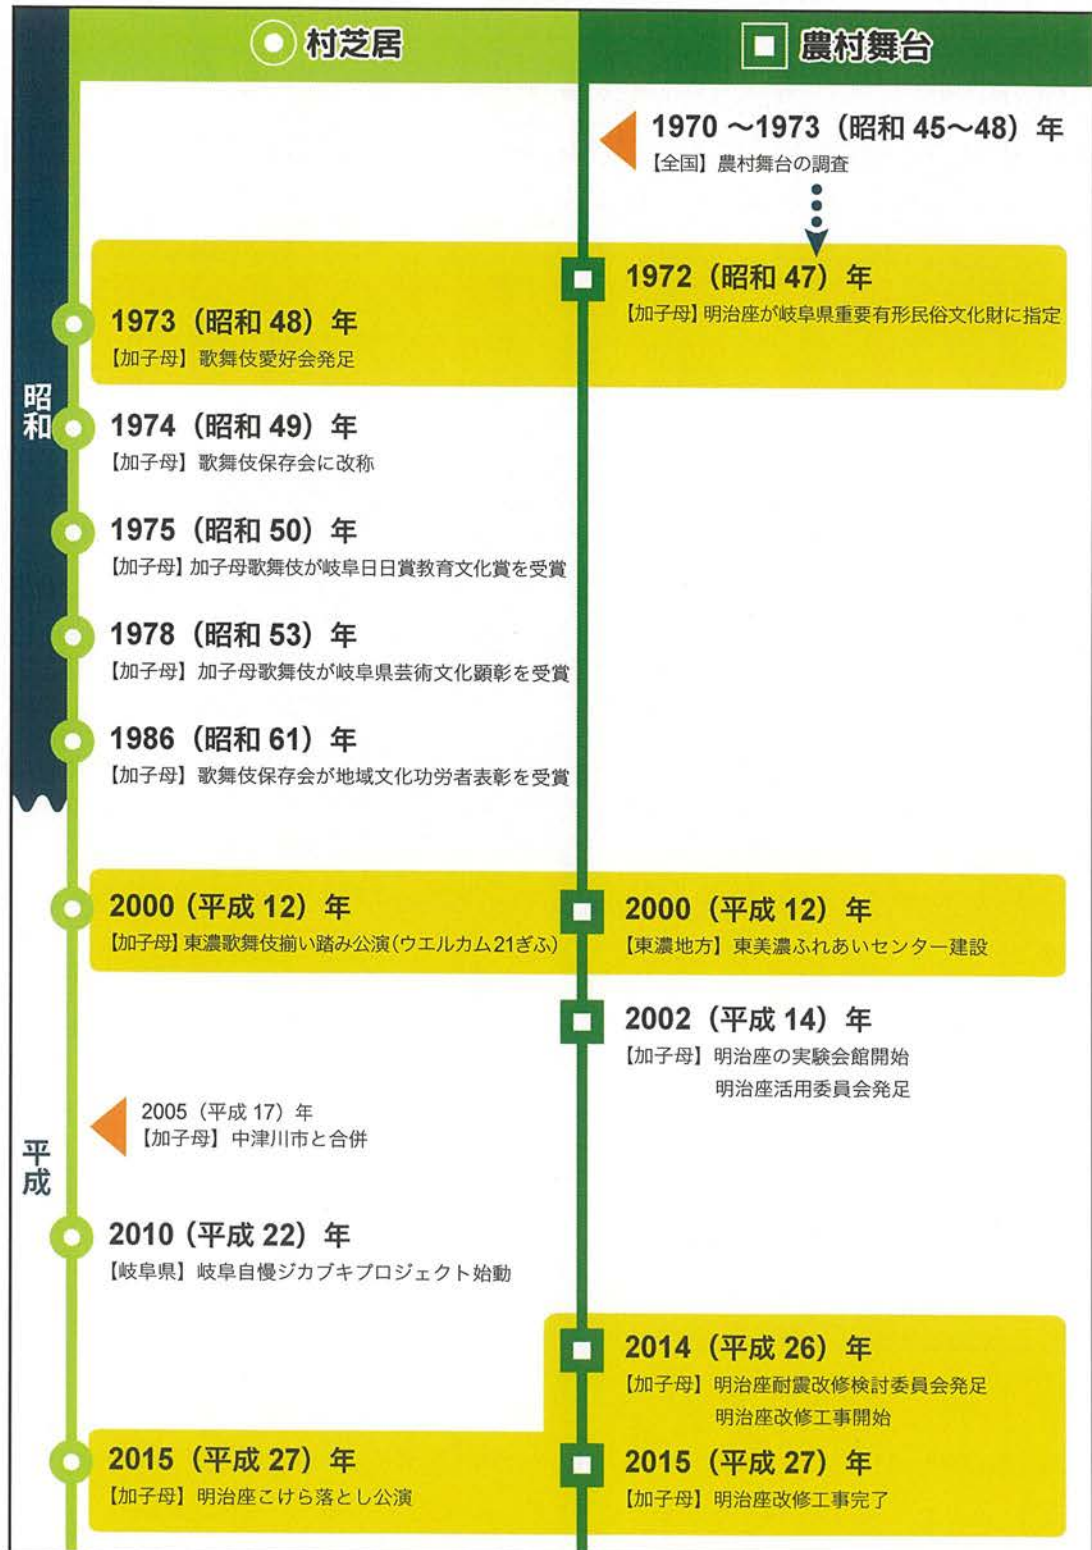 村芝居
農村舞台
1970～1973（昭和 45～48）年
【全国】農村舞台の調査
1972（昭和 47）年
【加子母】明治座が岐阜県重要有形民俗文化財に指定
1973（昭和 48）年
【加子母】歌舞伎愛好会発足
昭和
1974（昭和 49）年
【加子母】歌舞伎保存会に改称
1975（昭和 50）年
【加子母】加子母歌舞伎が岐阜日日賞教育文化賞を受賞
1978（昭和 53）年
【加子母】加子母歌舞伎が岐阜県芸術文化顕彰を受賞
1986（昭和 61）年
【加子母】歌舞伎保存会が地域文化功労者表彰を受賞
2000（平成 12）年
【加子母】東濃歌舞伎揃い踏み公演（ウエルカム21ぎふ）
2000（平成 12）年
【東濃地方】東美濃ふれあいセンター建設
2002（平成 14）年
【加子母】明治座の実験会館開始
明治座活用委員会発足
2005（平成 17）年
【加子母】中津川市と合併
平成
2010（平成 22）年
【岐阜県】岐阜自慢ジカブキプロジェクト始動
2014（平成 26）年
【加子母】明治座耐震改修検討委員会発足
明治座改修工事開始
2015（平成 27）年
【加子母】明治座こけら落とし公演
2015（平成 27）年
【加子母】明治座改修工事完了